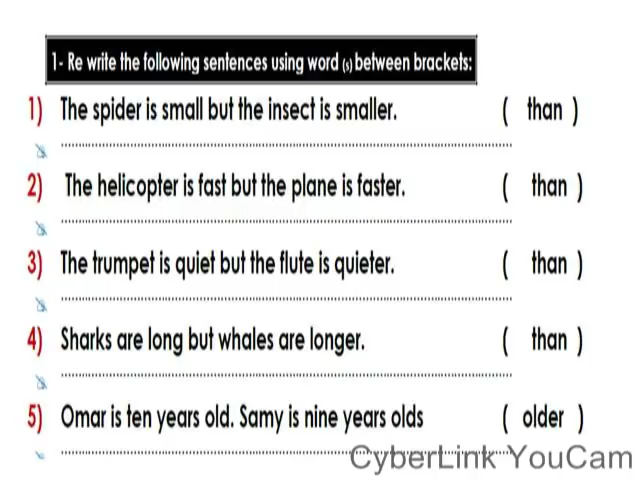 1- Re write the following sentences using word (s) between brackets:
1) The spider is small but the insect is smaller. ( than )
2) The helicopter is fast but the plane is faster. ( than )
3) The trumpet is quiet but the flute is quieter. ( than )
4) Sharks are long but whales are longer. ( than )
5) Omar is ten years old. Samy is nine years olds ( older )
CyberLink YouCam